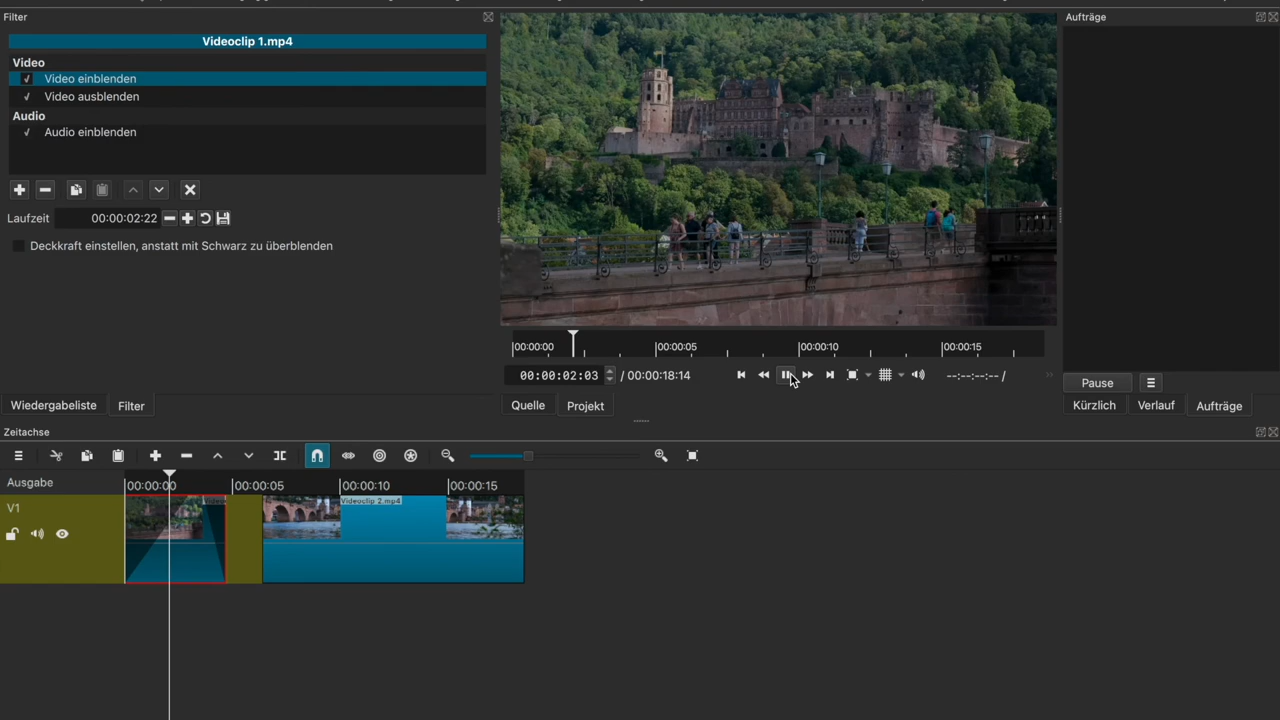 Filter
Videoclip 1.mp4
Video
Video einblenden
Video ausblenden
Audio
Audio einblenden
Laufzeit 00:00:02:22
Deckkraft einstellen, anstatt mit Schwarz zu überblenden
Wiedergabeliste Filter
00:00:00 00:00:05 00:00:10 00:00:15
00:00:02:03 / 00:00:18:14 --:--:--:-- /
Quelle Projekt
Aufträge
Pause
Kürzlich Verlauf Aufträge
Zeitachse
Ausgabe 00:00:00 00:00:05 00:00:10 00:00:15
V1
Videoclip 2.mp4